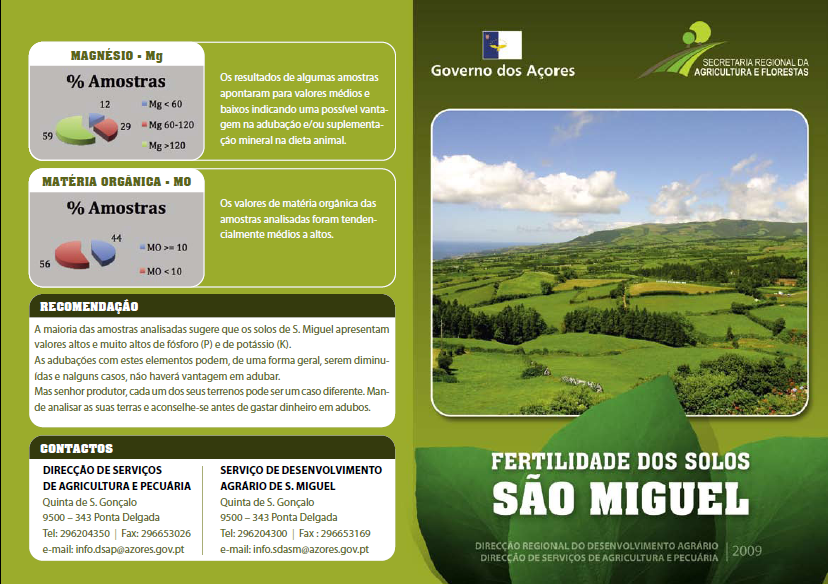 MAGNÉSIO - Mg
% Amostras
12
29
59
Mg < 60
Mg 60-120
Mg >120
Os resultados de algumas amostras
apontaram para valores médios e
baixos indicando uma possível vanta-
gem na adubação e/ou suplementa-
ção mineral na dieta animal.
MATÉRIA ORGÂNICA - MO
% Amostras
44
56
MO >= 10
MO < 10
Os valores de matéria orgânica das
amostras analisadas foram tenden-
cialmente médios a altos.
RECOMENDAÇÃO
A maioria das amostras analisadas sugere que os solos de S. Miguel apresentam
valores altos e muito altos de fósforo (P) e de potássio (K).
As adubações com estes elementos podem, de uma forma geral, serem diminu-
ídas e nalguns casos, não haverá vantagem em adubar.
Mas senhor produtor, cada um dos seus terrenos pode ser um caso diferente. Man-
de analisar as suas terras e aconselhe-se antes de gastar dinheiro em adubos.
CONTACTOS
DIRECÇÃO DE SERVIÇOS
DE AGRICULTURA E PECUÁRIA
Quinta de S. Gonçalo
9500 – 343 Ponta Delgada
Tel: 296204350 | Fax: 296653026
e-mail: info.dsap@azores.gov.pt
SERVIÇO DE DESENVOLVIMENTO
AGRÁRIO DE S. MIGUEL
Quinta de S. Gonçalo
9500 – 343 Ponta Delgada
Tel: 296204300 | Fax : 296653169
e-mail: info.sdasm@azores.gov.pt
Governo dos Açores
SECRETARIA REGIONAL DA
AGRICULTURA E FLORESTAS
FERTILIDADE DOS SOLOS
SÃO MIGUEL
DIRECÇÃO REGIONAL DO DESENVOLVIMENTO AGRÁRIO
DIRECÇÃO DE SERVIÇOS DE AGRICULTURA E PECUÁRIA | 2009